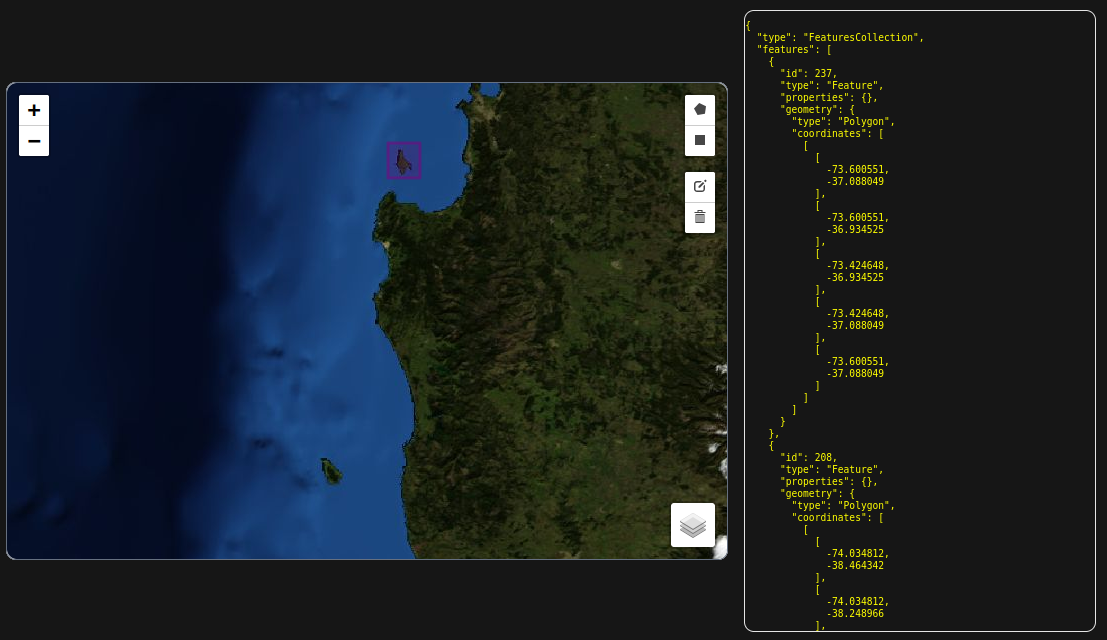 +
−
{
"type": "FeaturesCollection",
"features": [
{
"id": 237,
"type": "Feature",
"properties": {},
"geometry": {
"type": "Polygon",
"coordinates": [
[
[
-73.600551,
-37.088049
],
[
-73.600551,
-36.934525
],
[
-73.424648,
-36.934525
],
[
-73.424648,
-37.088049
],
[
-73.600551,
-37.088049
]
]
]
}
},
{
"id": 208,
"type": "Feature",
"properties": {},
"geometry": {
"type": "Polygon",
"coordinates": [
[
[
-74.034812,
-38.464342
],
[
-74.034812,
-38.248966
],